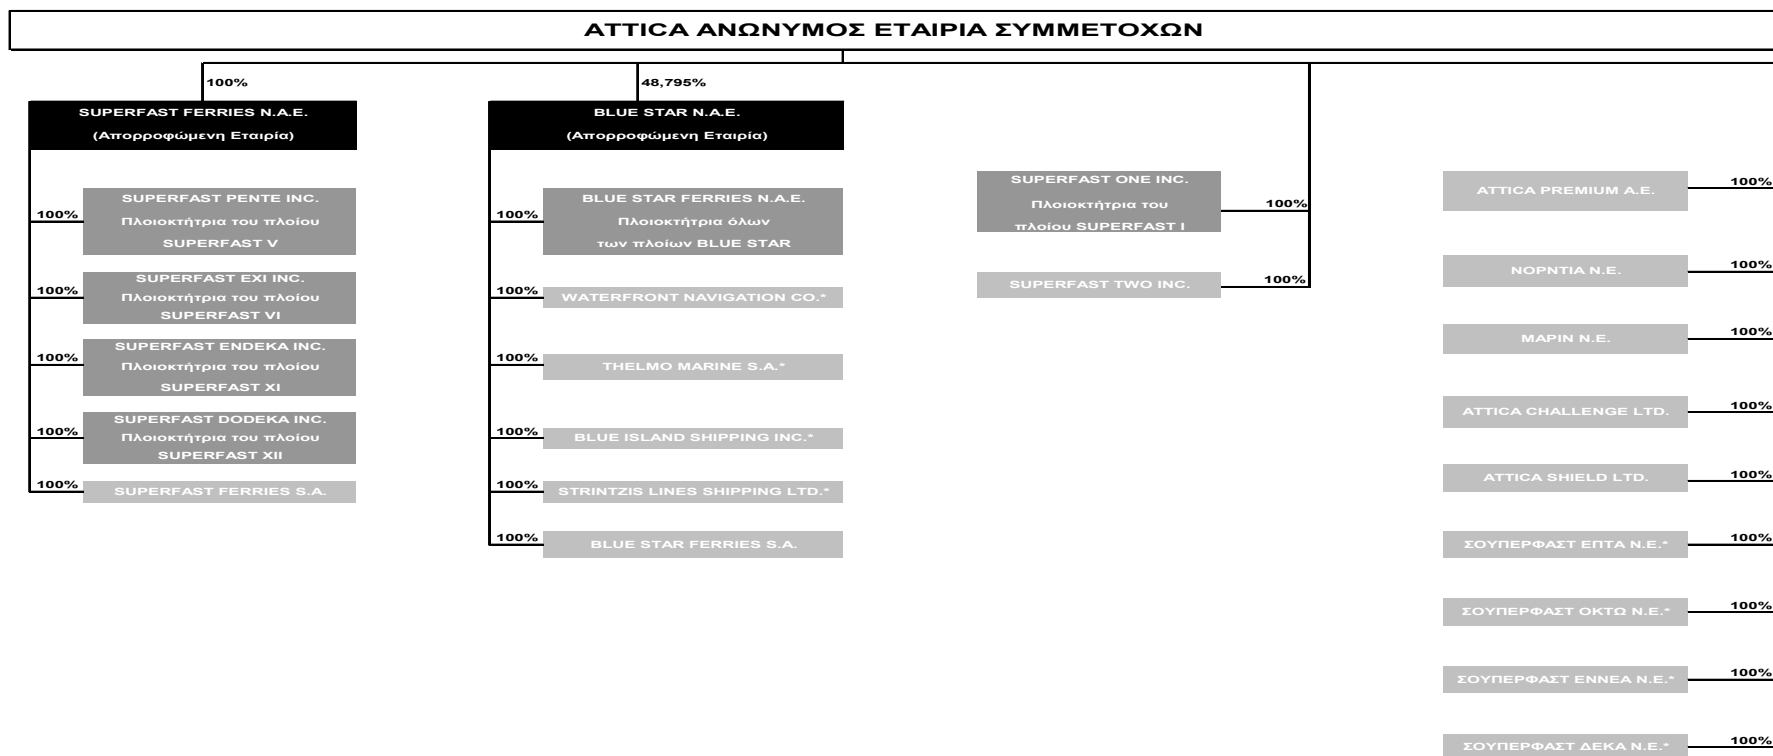 ATTICA ΑΝΩΝΥΜΟΣ ΕΤΑΙΡΙΑ ΣΥΜΜΕΤΟΧΩΝ
100%
SUPERFAST FERRIES N.A.E.
(Απορροφώμενη Εταιρία)
100%
SUPERFAST PENTE INC.
Πλοιοκτήτρια του πλοίου
SUPERFAST V
100%
SUPERFAST EXI INC.
Πλοιοκτήτρια του πλοίου
SUPERFAST VI
100%
SUPERFAST ENDEKA INC.
Πλοιοκτήτρια του πλοίου
SUPERFAST XI
100%
SUPERFAST DODEKA INC.
Πλοιοκτήτρια του πλοίου
SUPERFAST XII
100%
SUPERFAST FERRIES S.A.
48,795%
BLUE STAR N.A.E.
(Απορροφώμενη Εταιρία)
100%
BLUE STAR FERRIES N.A.E.
Πλοιοκτήτρια όλων
των πλοίων BLUE STAR
100%
WATERFRONT NAVIGATION CO.*
100%
THELMO MARINE S.A.*
100%
BLUE ISLAND SHIPPING INC.*
100%
STRINTZIS LINES SHIPPING LTD.*
100%
BLUE STAR FERRIES S.A.
SUPERFAST ONE INC.
Πλοιοκτήτρια του
πλοίου SUPERFAST I
100%
SUPERFAST TWO INC.
100%
ATTICA PREMIUM A.E.
100%
ΝΟΡΝΤΙΑ Ν.Ε.
100%
ΜΑΡΙΝ Ν.Ε.
100%
ATTICA CHALLENGE LTD.
100%
ATTICA SHIELD LTD.
100%
ΣΟΥΠΕΡΦΑΣΤ ΕΠΤΑ Ν.Ε.*
100%
ΣΟΥΠΕΡΦΑΣΤ ΟΚΤΩ Ν.Ε.*
100%
ΣΟΥΠΕΡΦΑΣΤ ΕΝΝΕΑ Ν.Ε.*
100%
ΣΟΥΠΕΡΦΑΣΤ ΔΕΚΑ Ν.Ε.*
100%